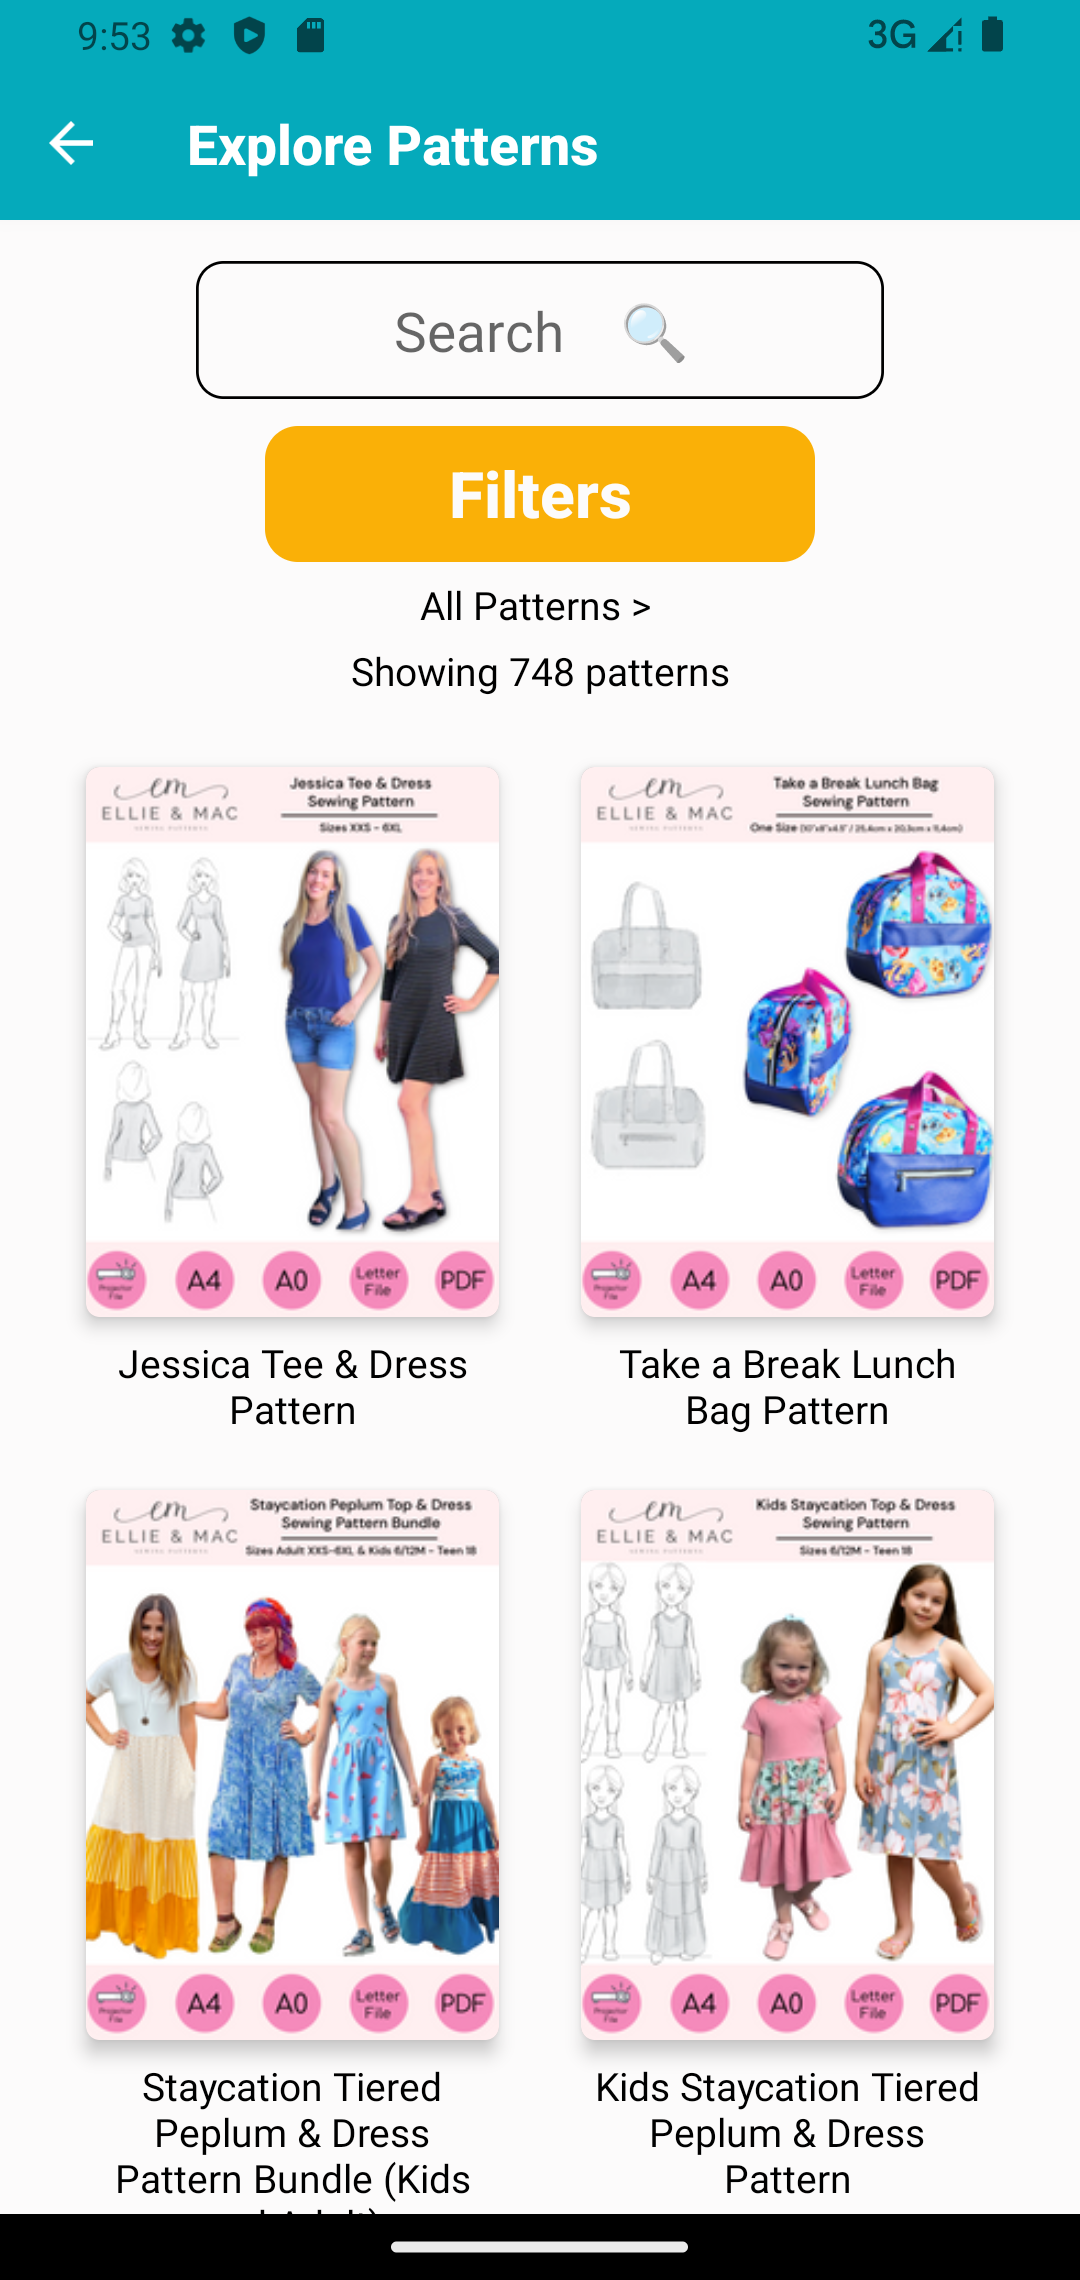 9:53
3G
Explore Patterns
Search
Filters
All Patterns >
Showing 748 patterns
em
ELLIE & MAC
SEWING PATTERNS
Jessica Tee & Dress
Sewing Pattern
Sizes XXS - 6XL
Projector
File
A4
A0
Letter
File
PDF
Jessica Tee & Dress
Pattern
em
ELLIE & MAC
SEWING PATTERNS
Take a Break Lunch Bag
Sewing Pattern
One Size (10"x8"x4.5" / 25.4cm x 20.3cm x 11.4cm)
Projector
File
A4
A0
Letter
File
PDF
Take a Break Lunch
Bag Pattern
em
ELLIE & MAC
SEWING PATTERNS
Staycation Peplum Top & Dress
Sewing Pattern Bundle
Sizes Adult XXS-6XL & Kids 6/12M - Teen 18
Projector
File
A4
A0
Letter
File
PDF
Staycation Tiered
Peplum & Dress
Pattern Bundle (Kids
em
ELLIE & MAC
SEWING PATTERNS
Kids Staycation Top & Dress
Sewing Pattern
Sizes 6/12M - Teen 18
Projector
File
A4
A0
Letter
File
PDF
Kids Staycation Tiered
Peplum & Dress
Pattern